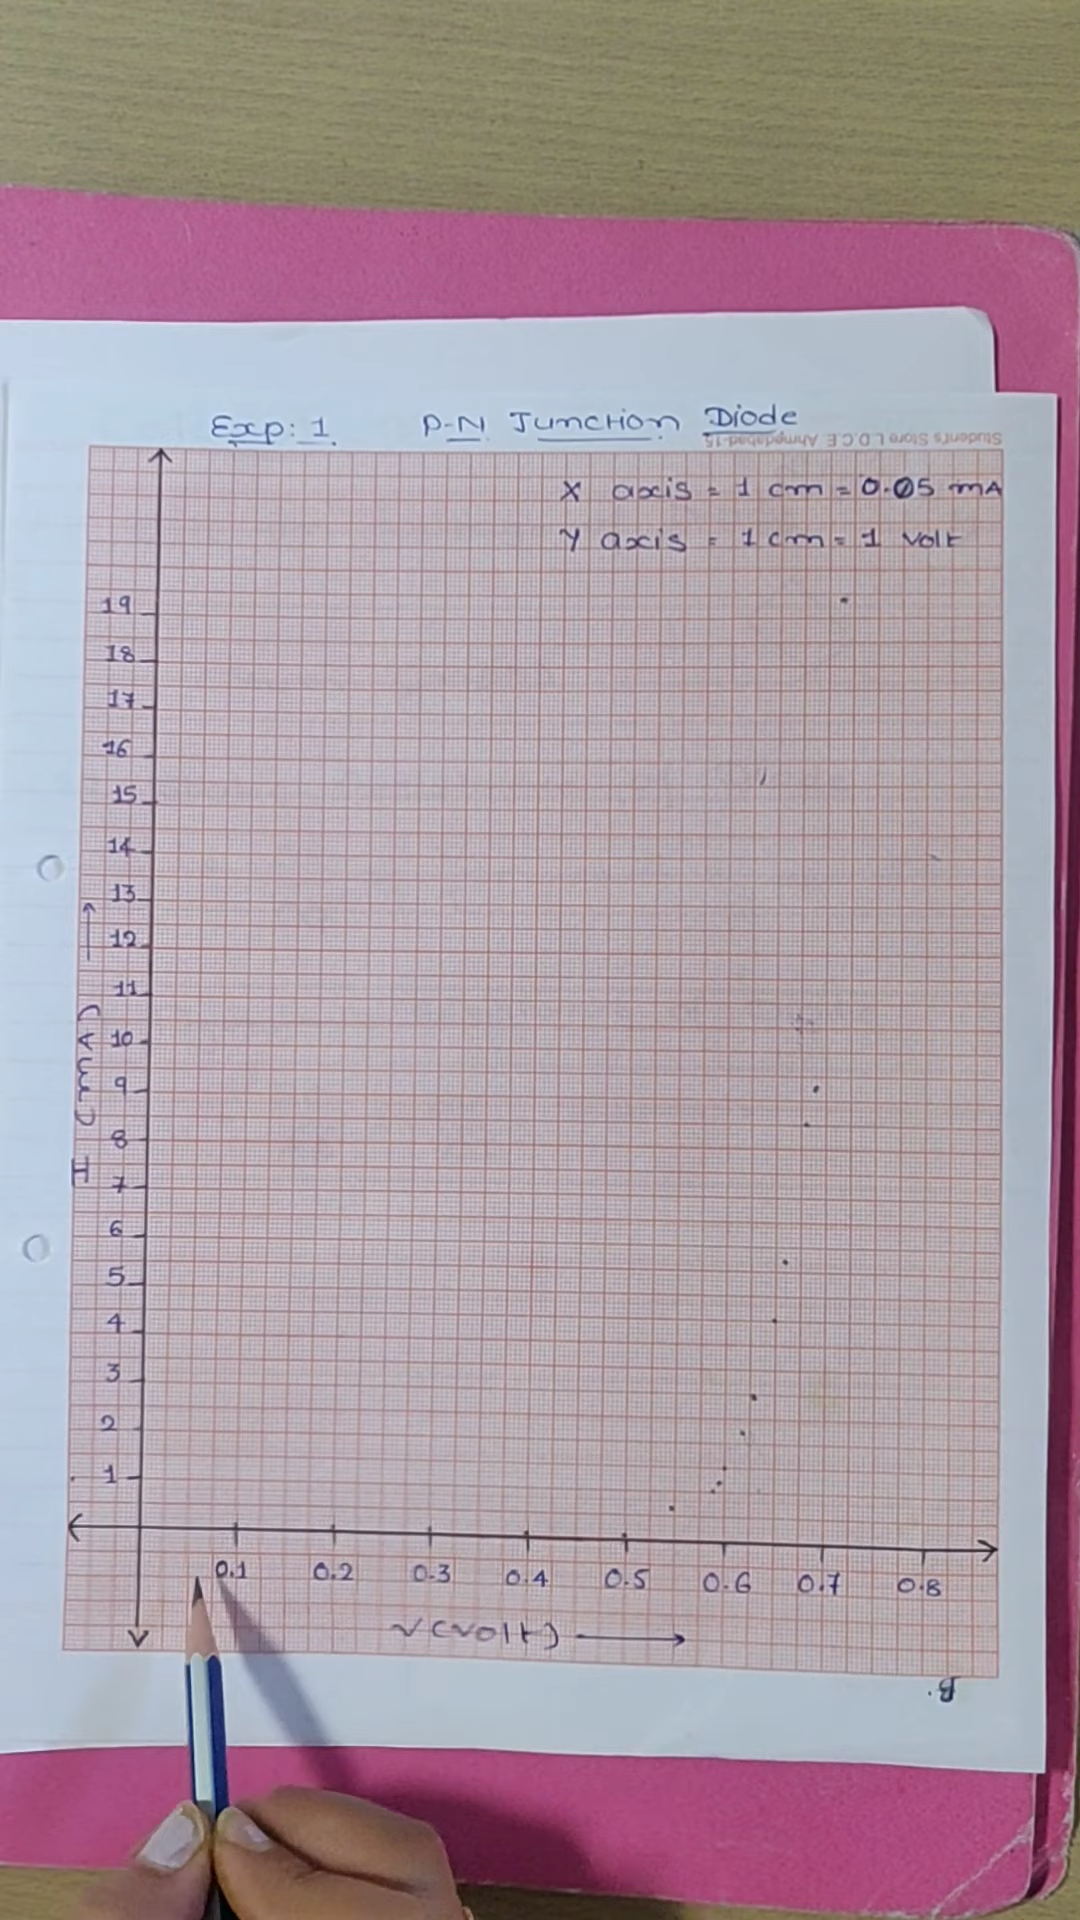 Exp: 1. P-N Junction Diode
Students Store L.D.C.E Ahmedabad-15
X axis = 1 cm = 0.05 mA
Y axis = 1 cm = 1 volt
19
18
17
16
15
14
13
12
11
10
9
8
7
6
5
4
3
2
1
I (mA)
0.1 0.2 0.3 0.4 0.5 0.6 0.7 0.8
V(volt)